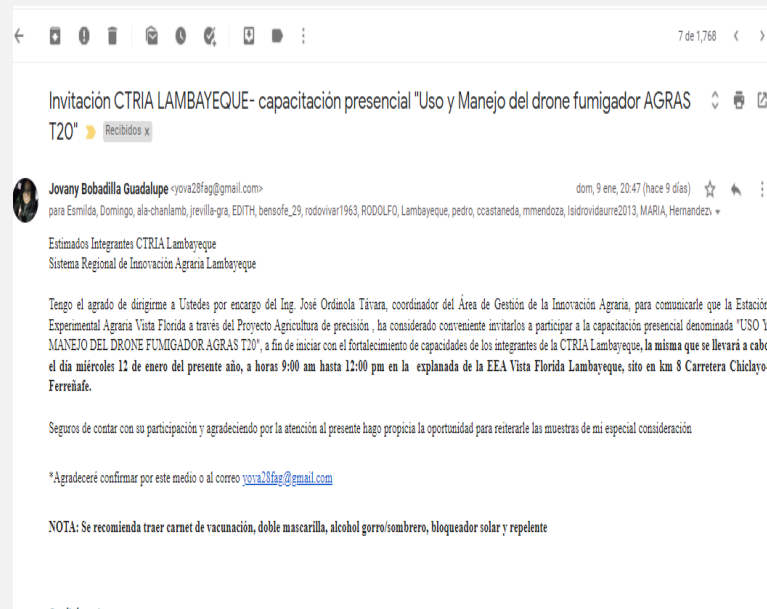 7 de 1,768
Invitación CTRIA LAMBAYEQUE- capacitación presencial "Uso y Manejo del drone fumigador AGRAS
T20" Recibidos x
Jovany Bobadilla Guadalupe <yova28fag@gmail.com> dom, 9 ene, 20:47 (hace 9 días)
para Esmilda, Domingo, ala-chanlamb, jrevilla-gra, EDITH, bensofe_29, rodovivar1963, RODOLFO, Lambayeque, pedro, ccastaneda, mmendoza, Isidrovidaurre2013, MARIA, Hernandezv
Estimados Integrantes CTRIA Lambayeque
Sistema Regional de Innovación Agraria Lambayeque
Tengo el agrado de dirigirme a Ustedes por encargo del Ing. José Ordinola Távara, coordinador del Área de Gestión de la Innovación Agraria, para comunicarle que la Estación
Experimental Agraria Vista Florida a través del Proyecto Agricultura de precisión , ha considerado conveniente invitarlos a participar a la capacitación presencial denominada "USO Y
MANEJO DEL DRONE FUMIGADOR AGRAS T20", a fin de iniciar con el fortalecimiento de capacidades de los integrantes de la CTRIA Lambayeque, la misma que se llevará a cabo
el día miércoles 12 de enero del presente año, a horas 9:00 am hasta 12:00 pm en la explanada de la EEA Vista Florida Lambayeque, sito en km 8 Carretera Chiclayo-
Ferreñafe.
Seguros de contar con su participación y agradeciendo por la atención al presente hago propicia la oportunidad para reiterarle las muestras de mi especial consideración
*Agradeceré confirmar por este medio o al correo yova28fag@gmail.com
NOTA: Se recomienda traer carnet de vacunación, doble mascarilla, alcohol gorro/sombrero, bloqueador solar y repelente